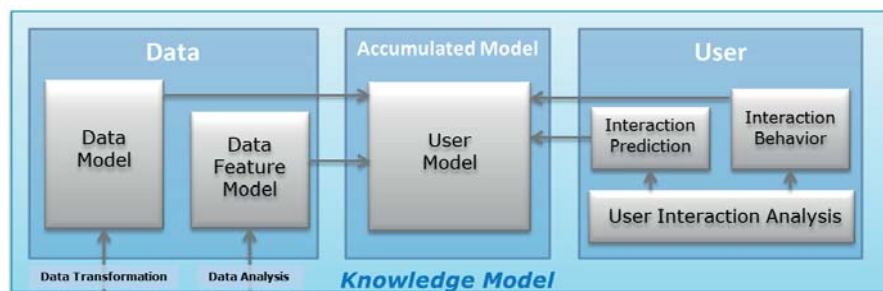 Data
Data
Model
Data
Feature
Model
Data Transformation
Data Analysis
Accumulated Model
User
Model
Knowledge Model
User
Interaction
Prediction
Interaction
Behavior
User Interaction Analysis